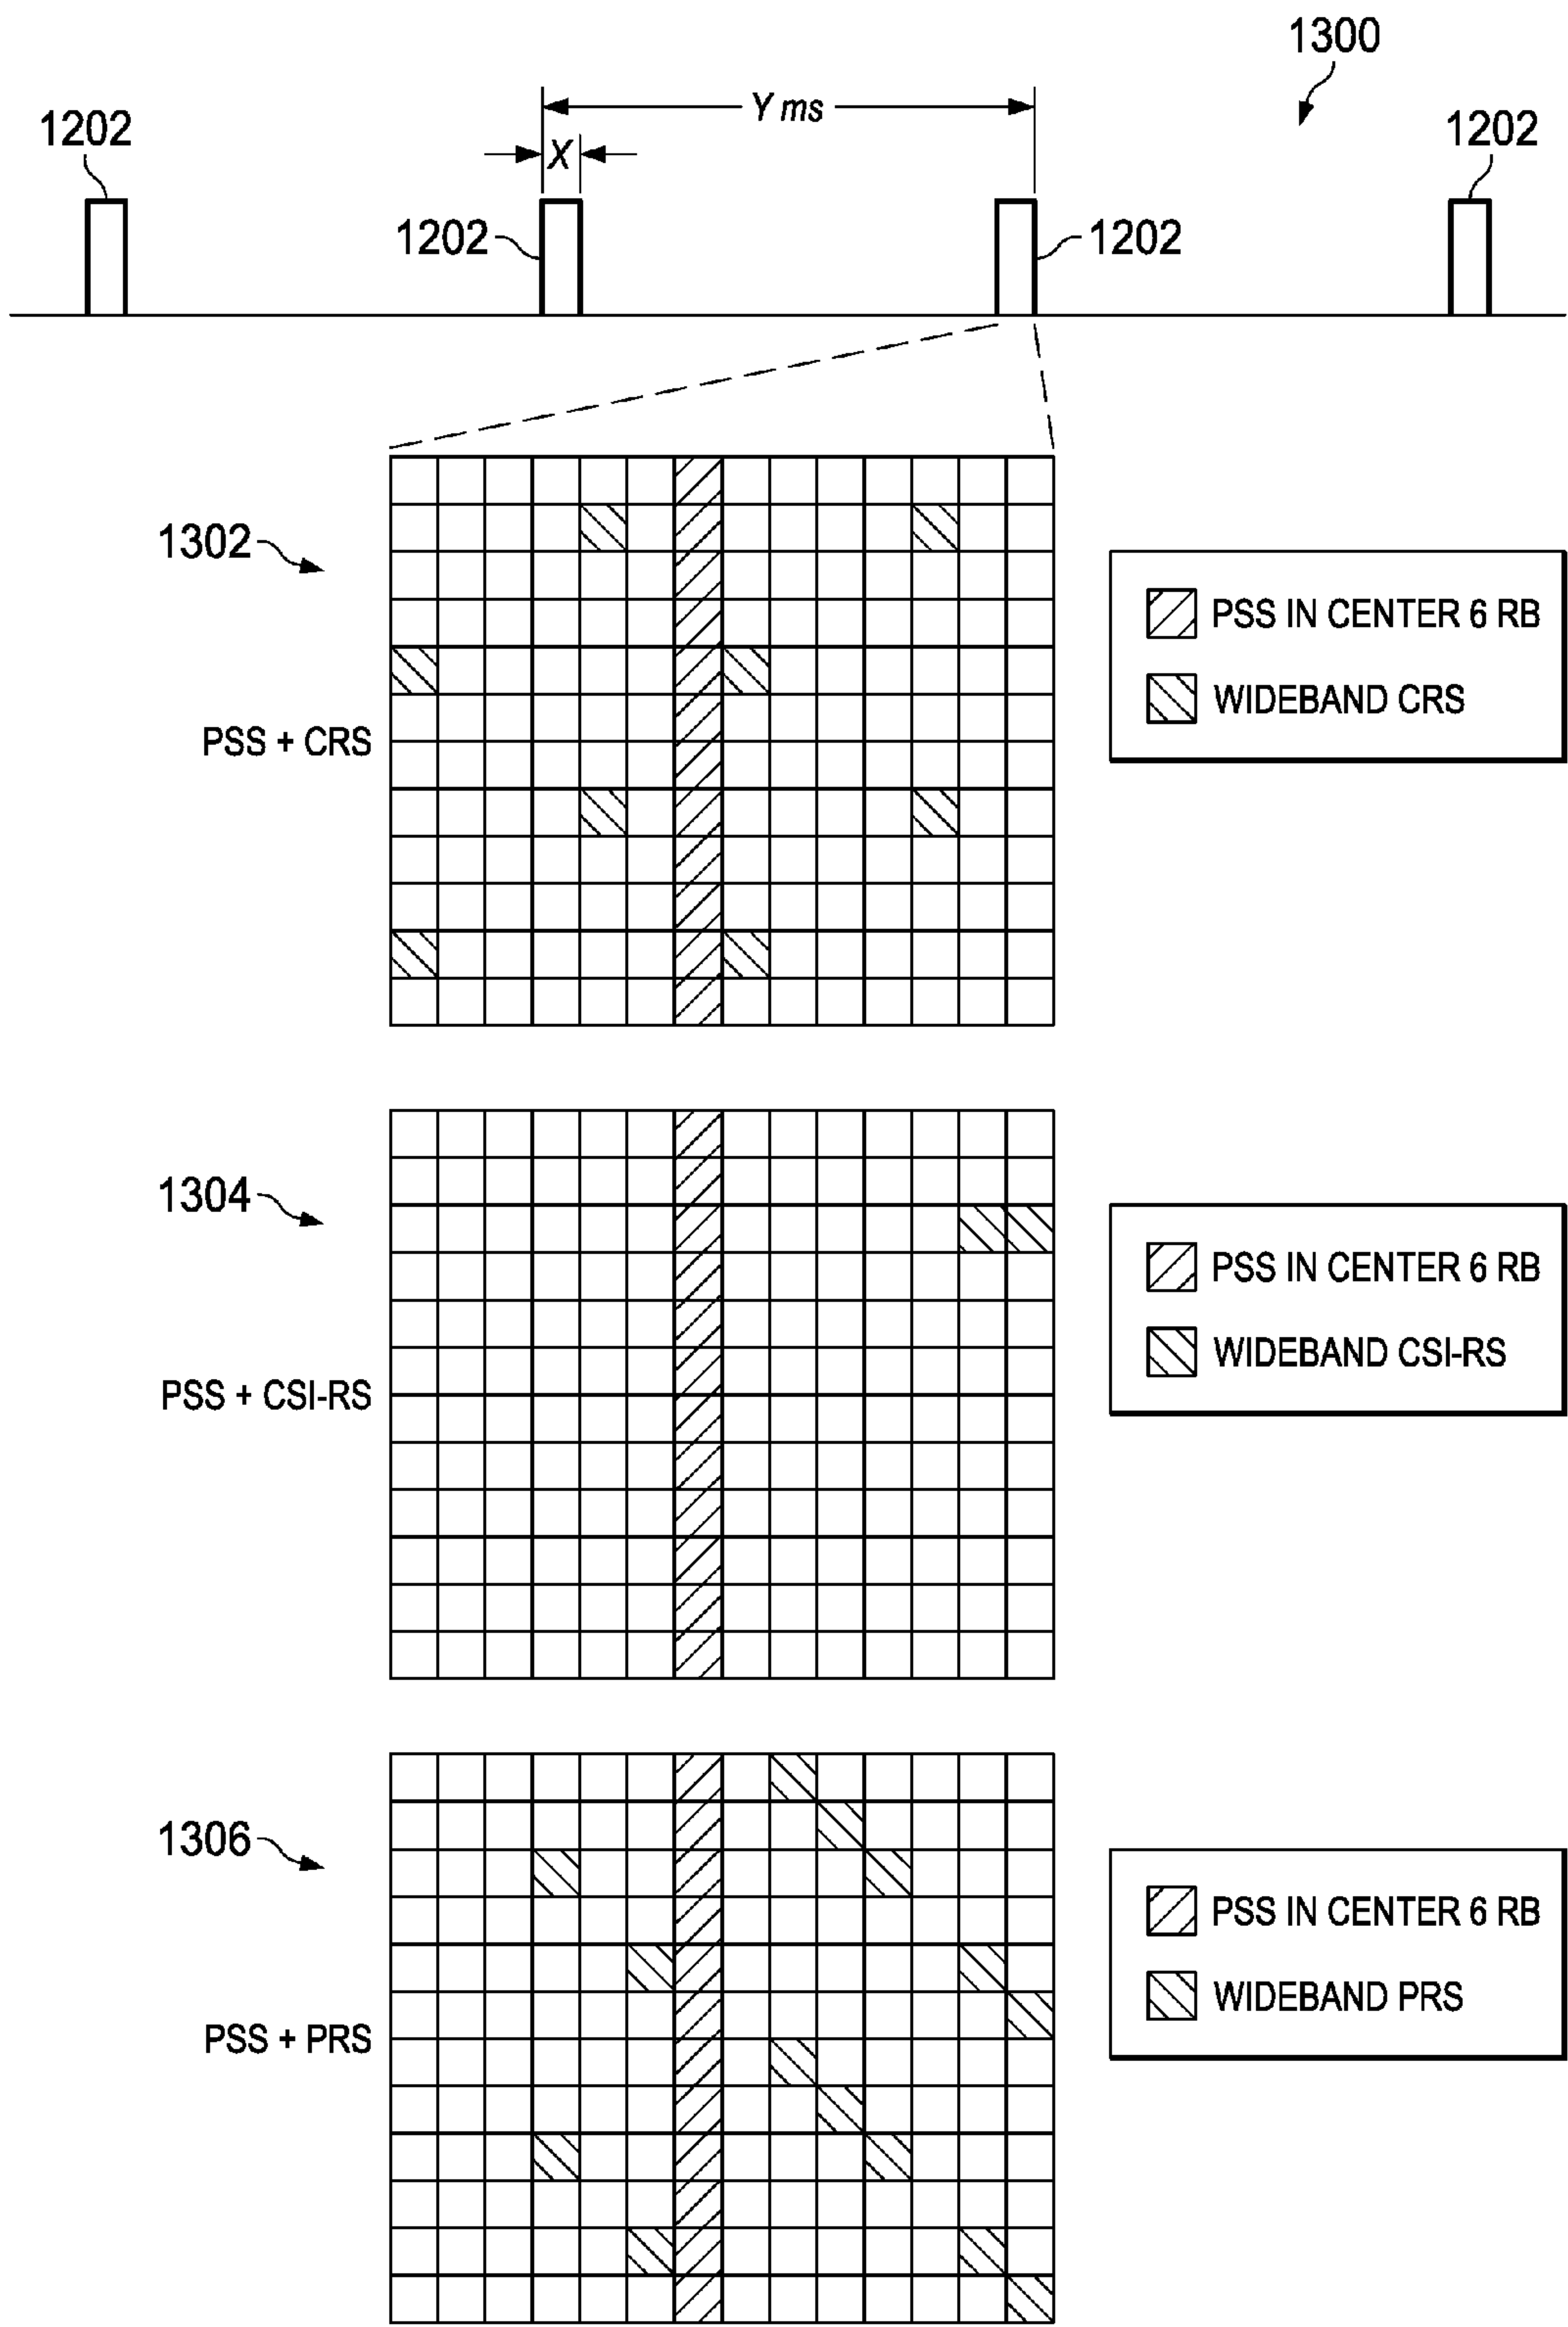 1300
Y ms
1202
X
1202
1202
1202
1302
PSS + CRS
PSS IN CENTER 6 RB
WIDEBAND CRS
1304
PSS + CSI-RS
PSS IN CENTER 6 RB
WIDEBAND CSI-RS
1306
PSS + PRS
PSS IN CENTER 6 RB
WIDEBAND PRS